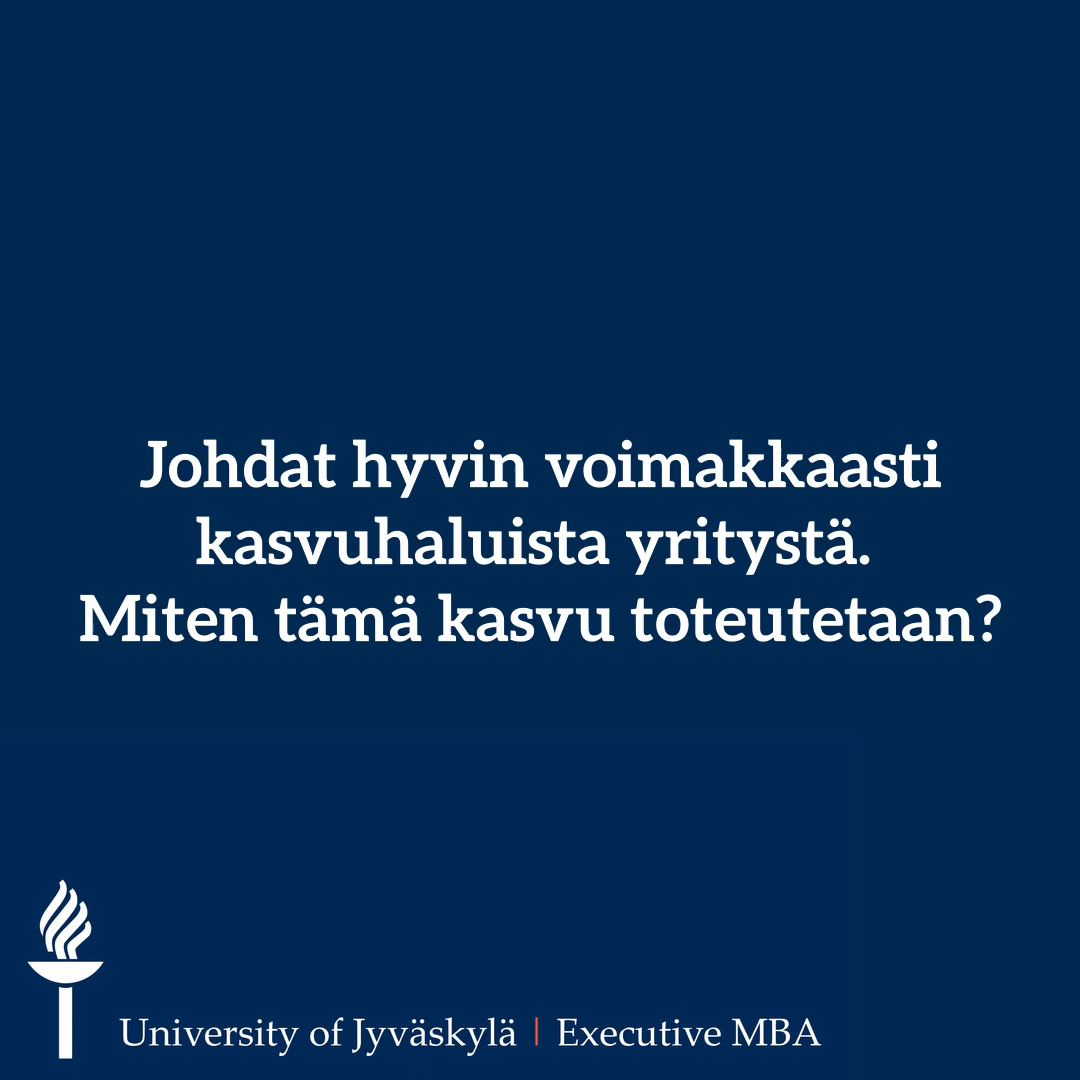 Johdat hyvin voimakkaasti
kasvuhaluista yritystä.
Miten tämä kasvu toteutetaan?
University of Jyväskylä | Executive MBA